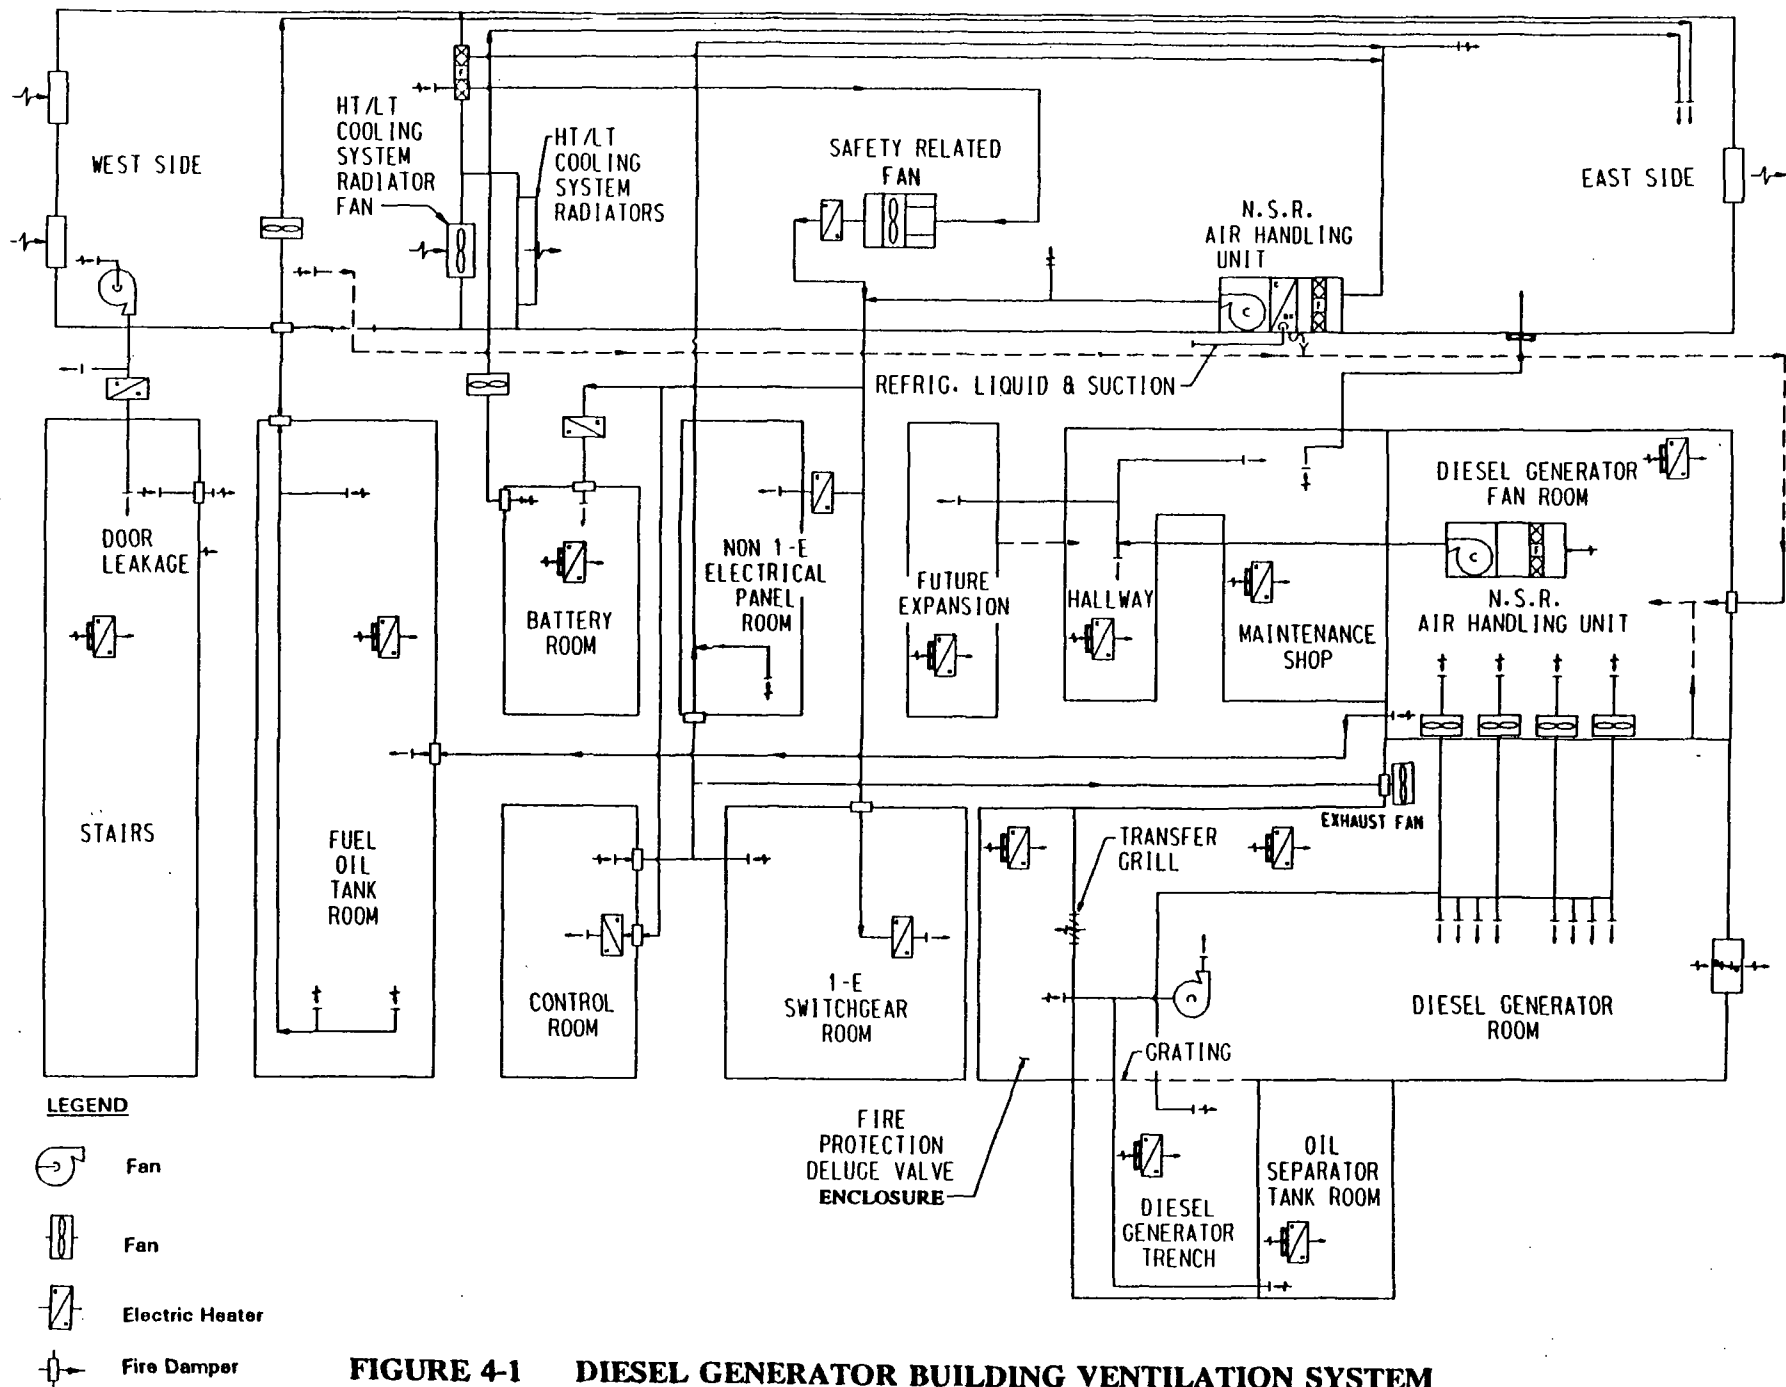 WEST SIDE
HT/LT
COOLING
SYSTEM
RADIATOR
FAN
HT/LT
COOLING
SYSTEM
RADIATORS
SAFETY RELATED
FAN
N.S.R.
AIR HANDLING
UNIT
EAST SIDE
REFRIG. LIQUID & SUCTION
DOOR
LEAKAGE
STAIRS
FUEL
OIL
TANK
ROOM
BATTERY
ROOM
NON 1-E
ELECTRICAL
PANEL
ROOM
FUTURE
EXPANSION
HALLWAY
MAINTENANCE
SHOP
DIESEL GENERATOR
FAN ROOM
N.S.R.
AIR HANDLING UNIT
EXHAUST FAN
CONTROL
ROOM
1-E
SWITCHGEAR
ROOM
TRANSFER
GRILL
DIESEL GENERATOR
ROOM
GRATING
FIRE
PROTECTION
DELUGE VALVE
ENCLOSURE
DIESEL
GENERATOR
TRENCH
OIL
SEPARATOR
TANK ROOM
LEGEND
Fan
Fan
Electric Heater
Fire Damper
FIGURE 4-1 DIESEL GENERATOR BUILDING VENTILATION SYSTEM